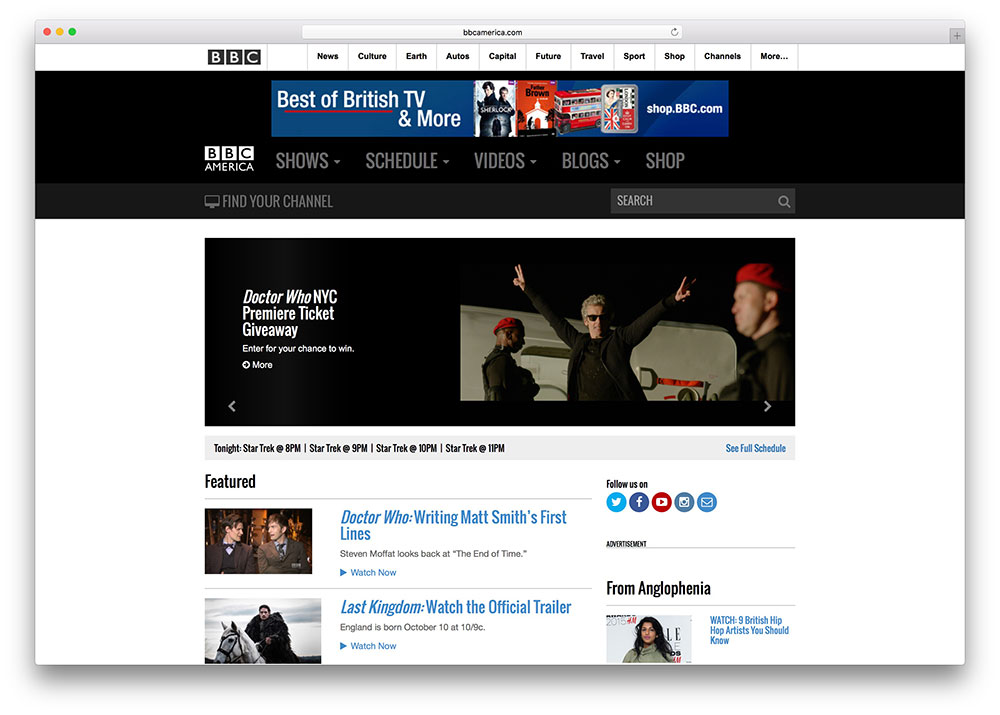 bbcamerica.com
BBC
News
Culture
Earth
Autos
Capital
Future
Travel
Sport
Shop
Channels
More...
Best of British TV
& More
SHERLOCK
Father
Brown
shop.BBC.com
BBC
AMERICA
SHOWS
SCHEDULE
VIDEOS
BLOGS
SHOP
FIND YOUR CHANNEL
SEARCH
Doctor Who NYC
Premiere Ticket
Giveaway
Enter for your chance to win.
More
Tonight: Star Trek @ 8PM | Star Trek @ 9PM | Star Trek @ 10PM | Star Trek @ 11PM
See Full Schedule
Featured
Doctor Who: Writing Matt Smith's First
Lines
Steven Moffat looks back at “The End of Time.”
Watch Now
Last Kingdom: Watch the Official Trailer
England is born October 10 at 10/9c.
Watch Now
Follow us on
ADVERTISEMENT
From Anglophenia
H&M
WATCH: 9 British Hip
Hop Artists You Should
Know